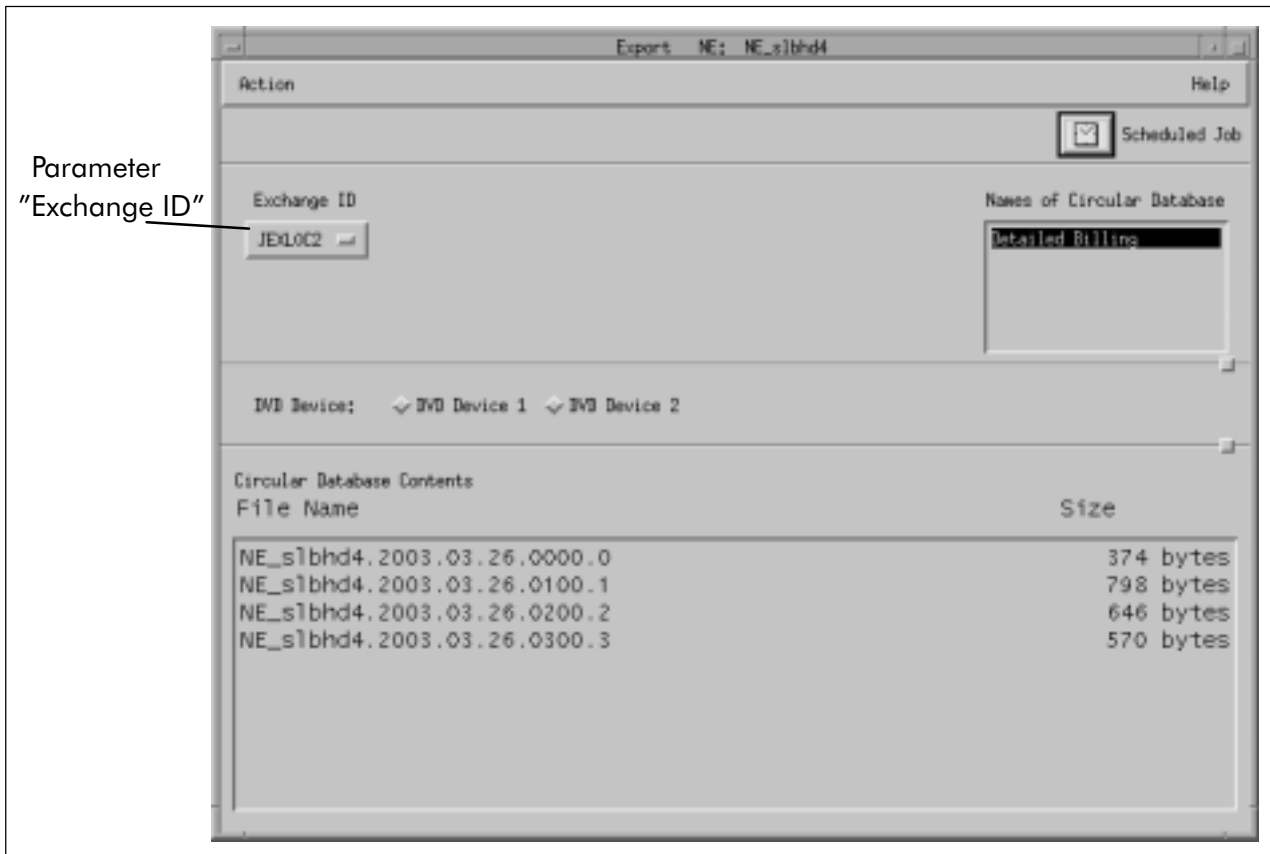 Export NE: NE_slbhd4
Action Help
Scheduled Job
Parameter
"Exchange ID"
Exchange ID Names of Circular Database
JEXLOC2 Detailed Billing
DVD Device: DVD Device 1 DVD Device 2
Circular Database Contents
File Name Size
NE_slbhd4.2003.03.26.0000.0 374 bytes
NE_slbhd4.2003.03.26.0100.1 798 bytes
NE_slbhd4.2003.03.26.0200.2 646 bytes
NE_slbhd4.2003.03.26.0300.3 570 bytes